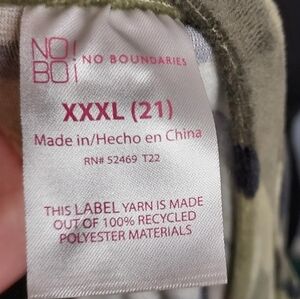 NO!
BO! NO BOUNDARIES
XXXL (21)
Made in/Hecho en China
RN# 52469 T22
THIS LABEL YARN IS MADE
OUT OF 100% RECYCLED
POLYESTER MATERIALS